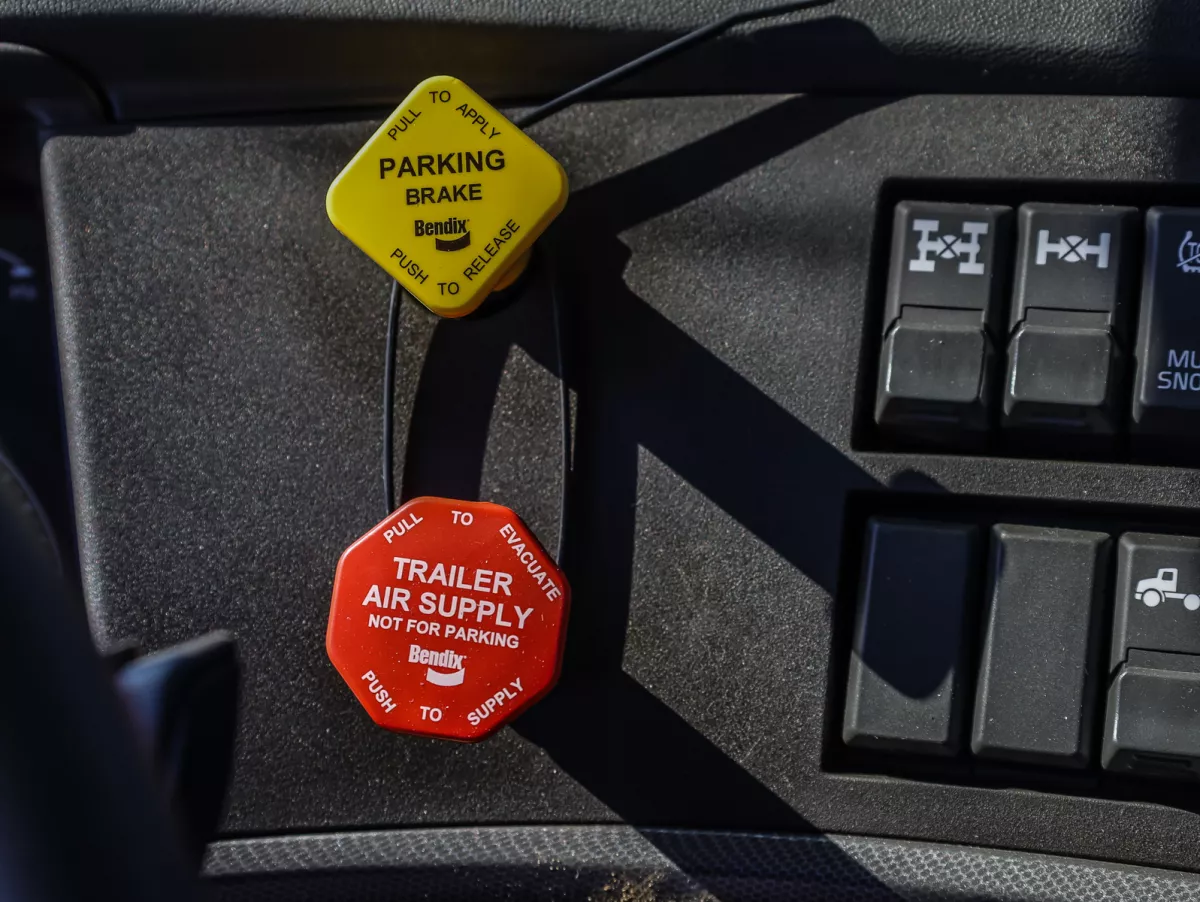 PULL TO APPLY
PARKING
BRAKE
Bendix
PUSH TO RELEASE
PULL TO EVACUATE
TRAILER
AIR SUPPLY
NOT FOR PARKING
Bendix
PUSH TO SUPPLY